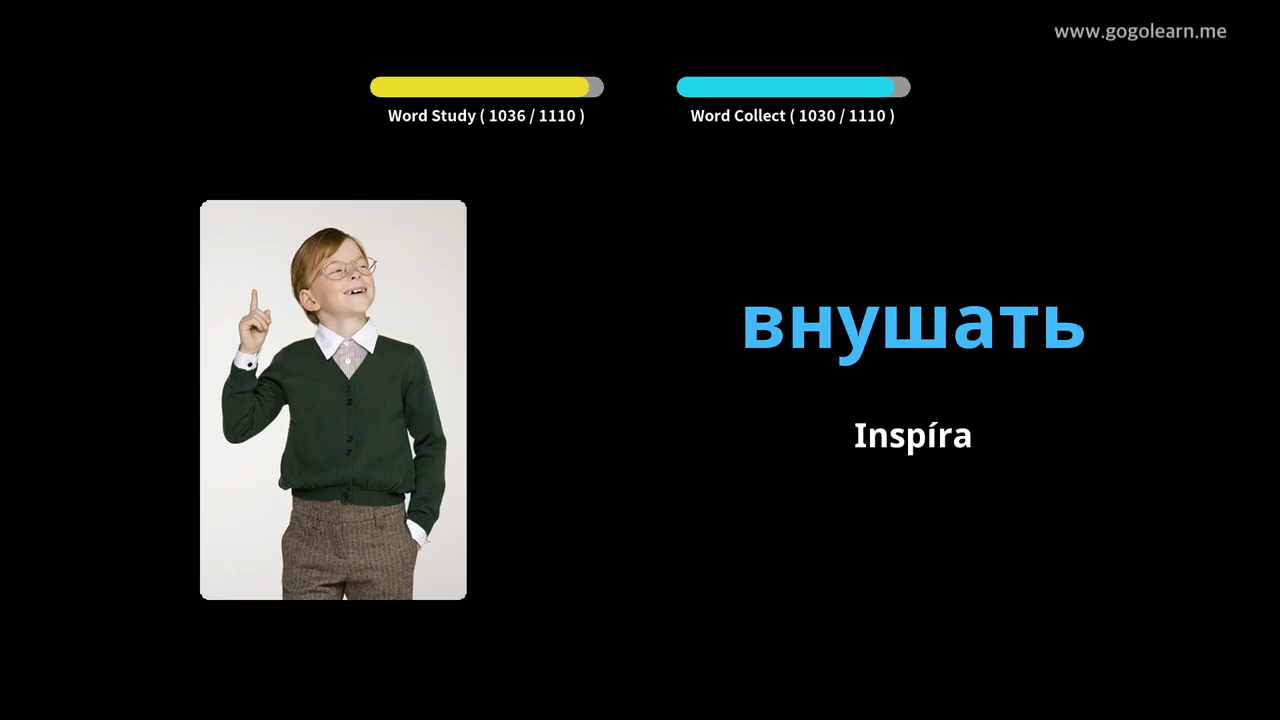 www.gogolearn.me
Word Study ( 1036 / 1110 )
Word Collect ( 1030 / 1110 )
внушать
Inspíra